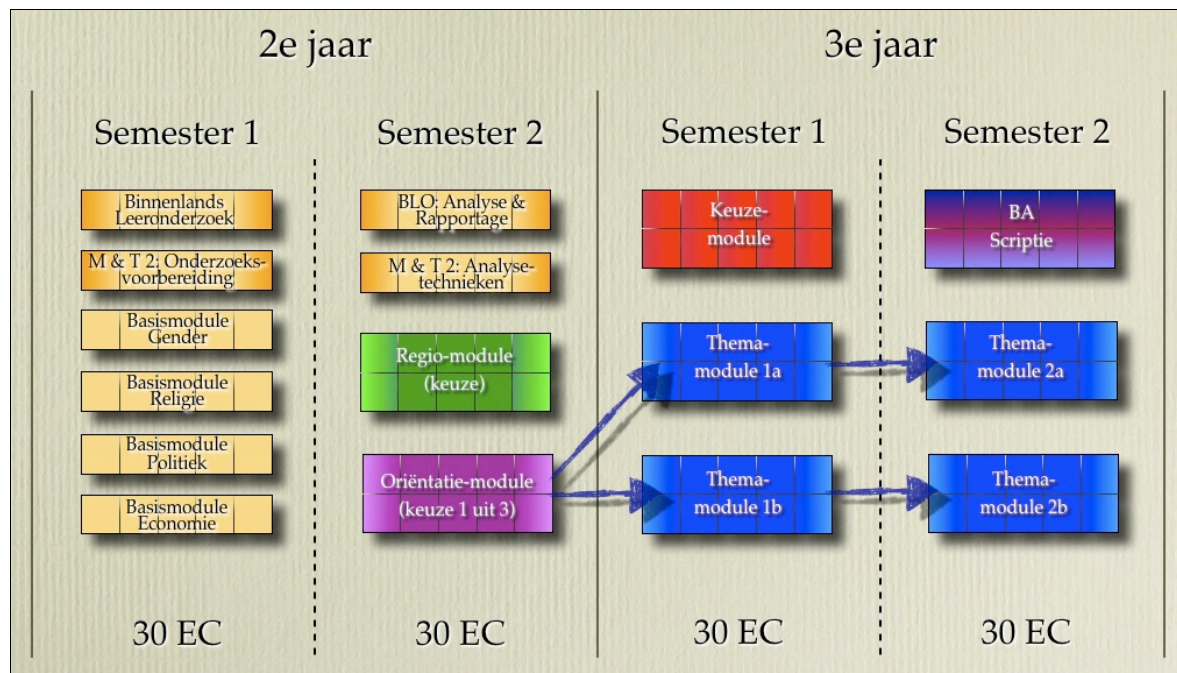 2e jaar
3e jaar
Semester 1
Semester 2
Semester 1
Semester 2
Binnenlands
Leeronderzoek
M & T 2: Onderzoeks-
voorbereiding
Basismodule
Gender
Basismodule
Religie
Basismodule
Politiek
Basismodule
Economie
BLO: Analyse &
Rapportage
M & T 2: Analyse-
technieken
Regio-module
(keuze)
Oriëntatie-module
(keuze 1 uit 3)
Keuze-
module
Thema-
module 1a
Thema-
module 1b
BA
Scriptie
Thema-
module 2a
Thema-
module 2b
30 EC
30 EC
30 EC
30 EC